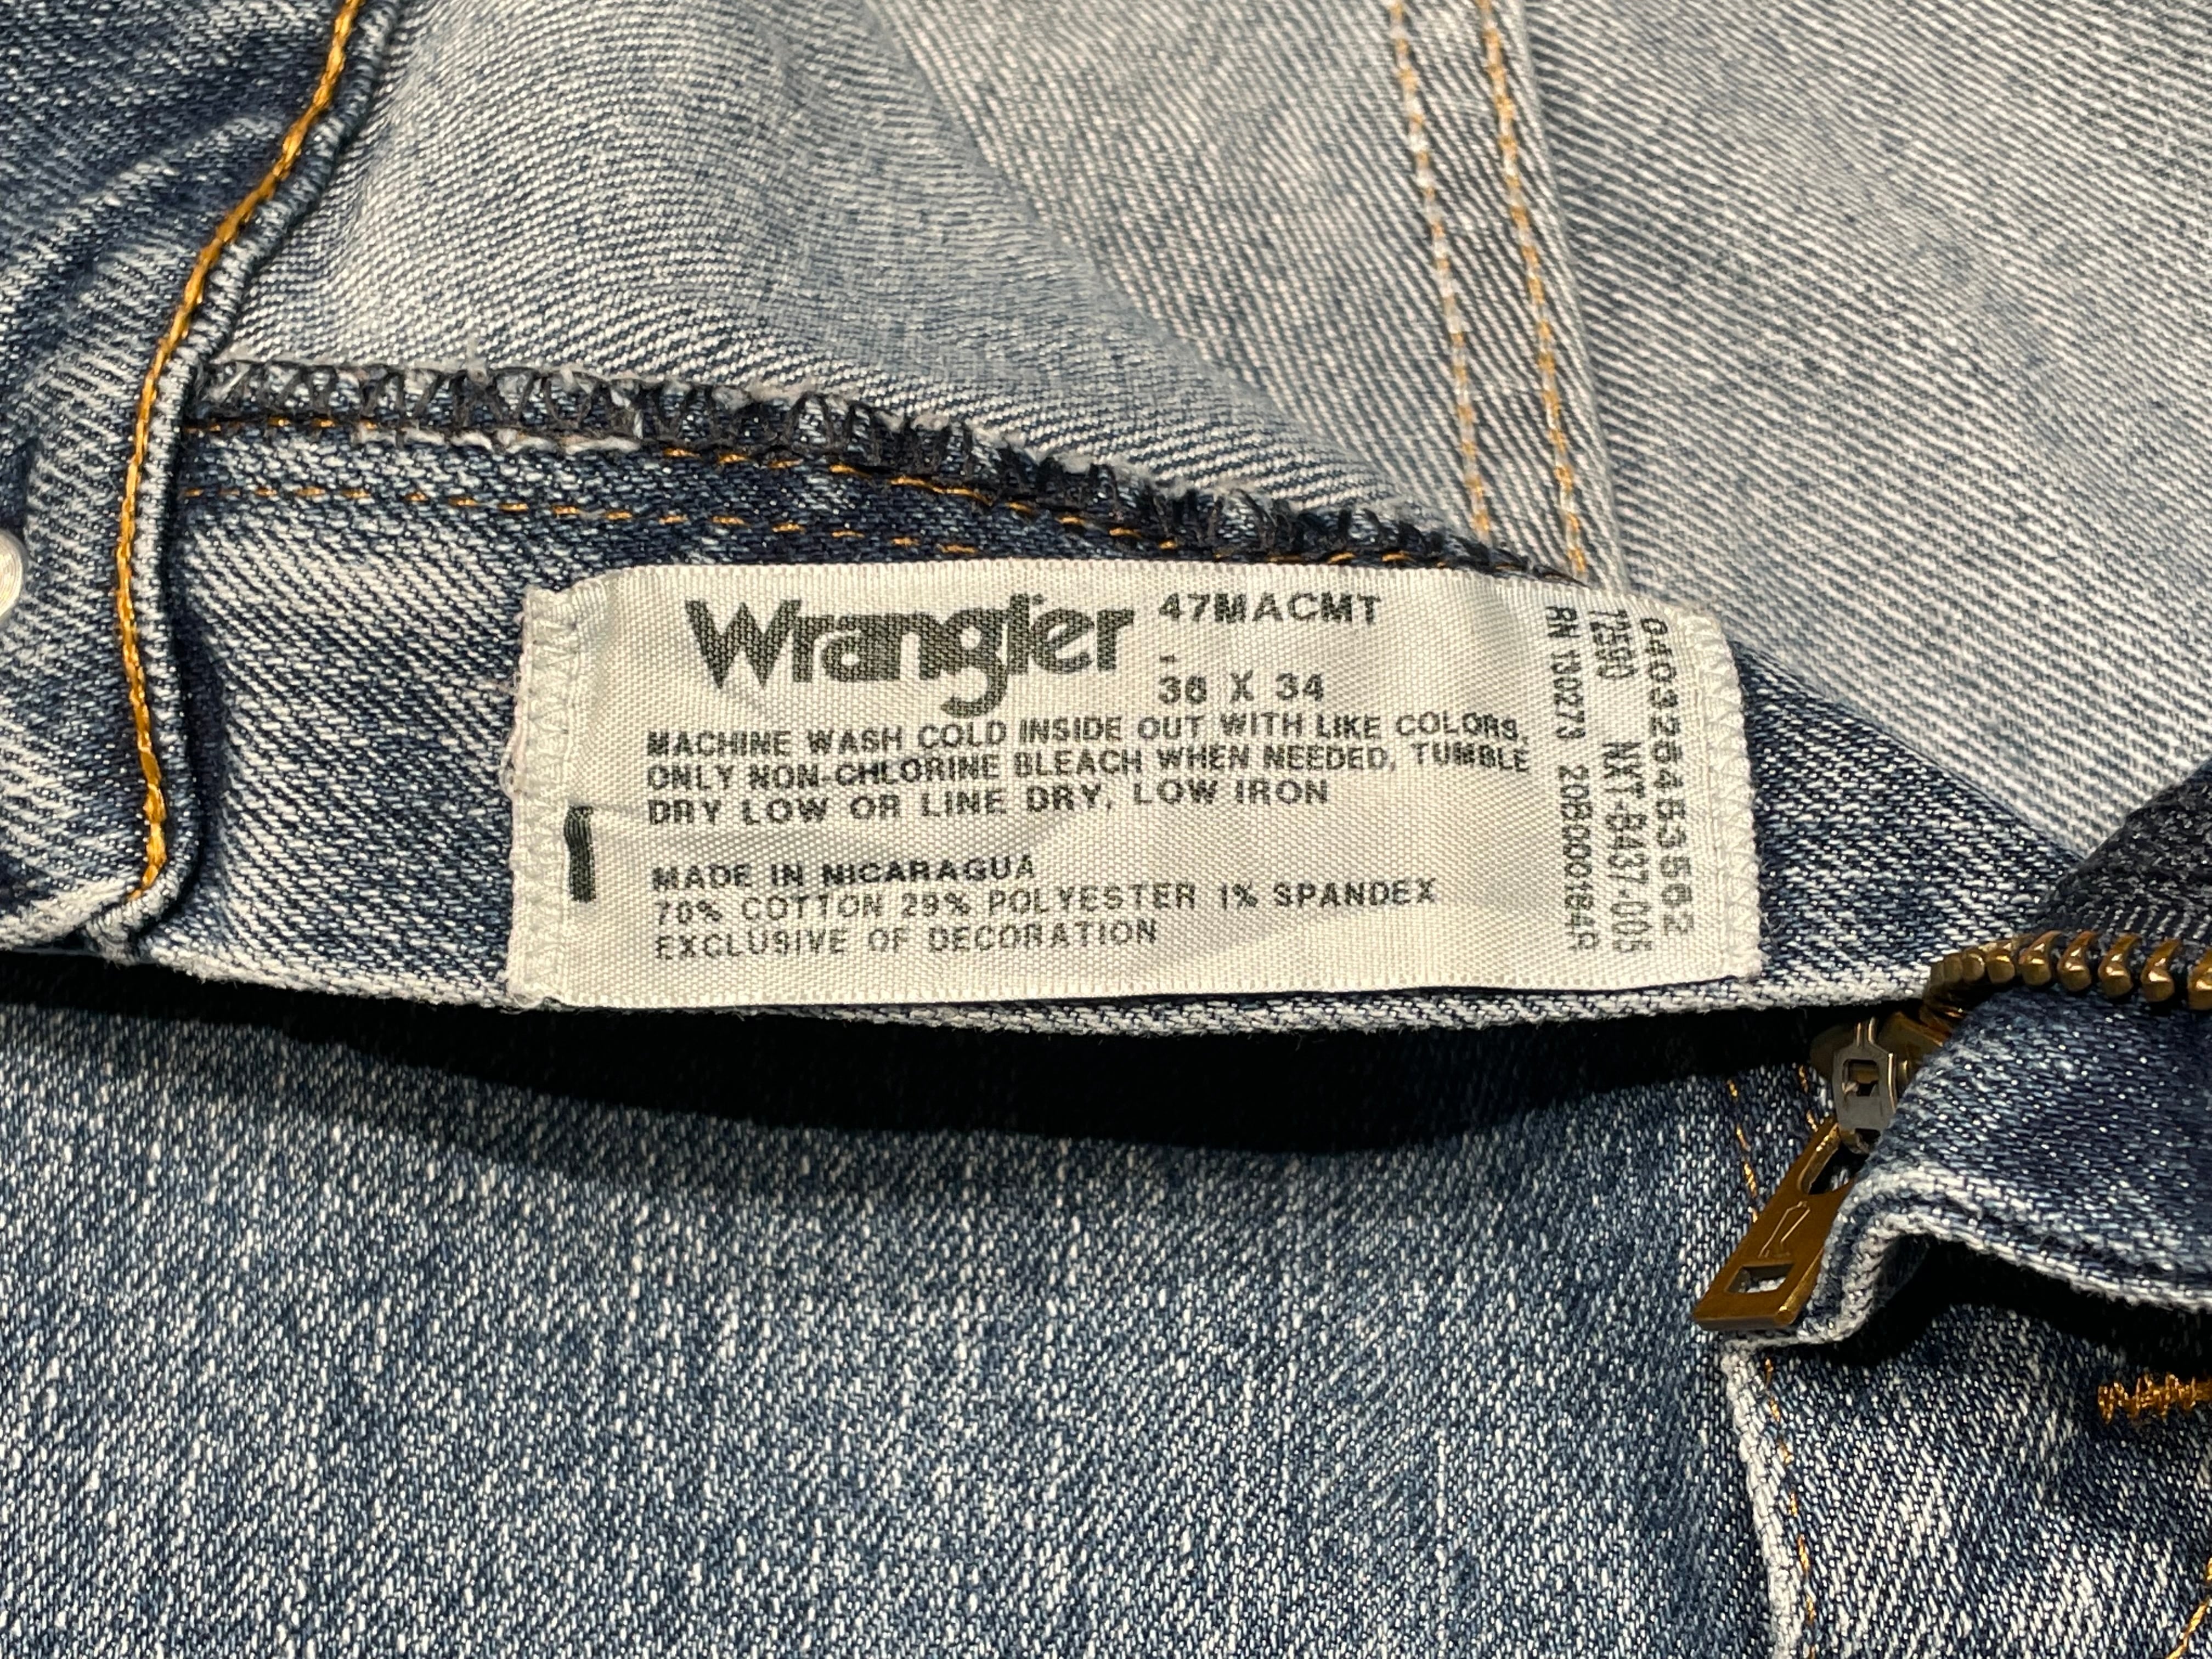 Wrangler 47MACMT
-
36 X 34
MACHINE WASH COLD INSIDE OUT WITH LIKE COLORS,
ONLY NON-CHLORINE BLEACH WHEN NEEDED, TUMBLE
DRY LOW OR LINE DRY, LOW IRON
MADE IN NICARAGUA
70% COTTON 29% POLYESTER 1% SPANDEX
EXCLUSIVE OF DECORATION
NXT-8437-005
RN 130273